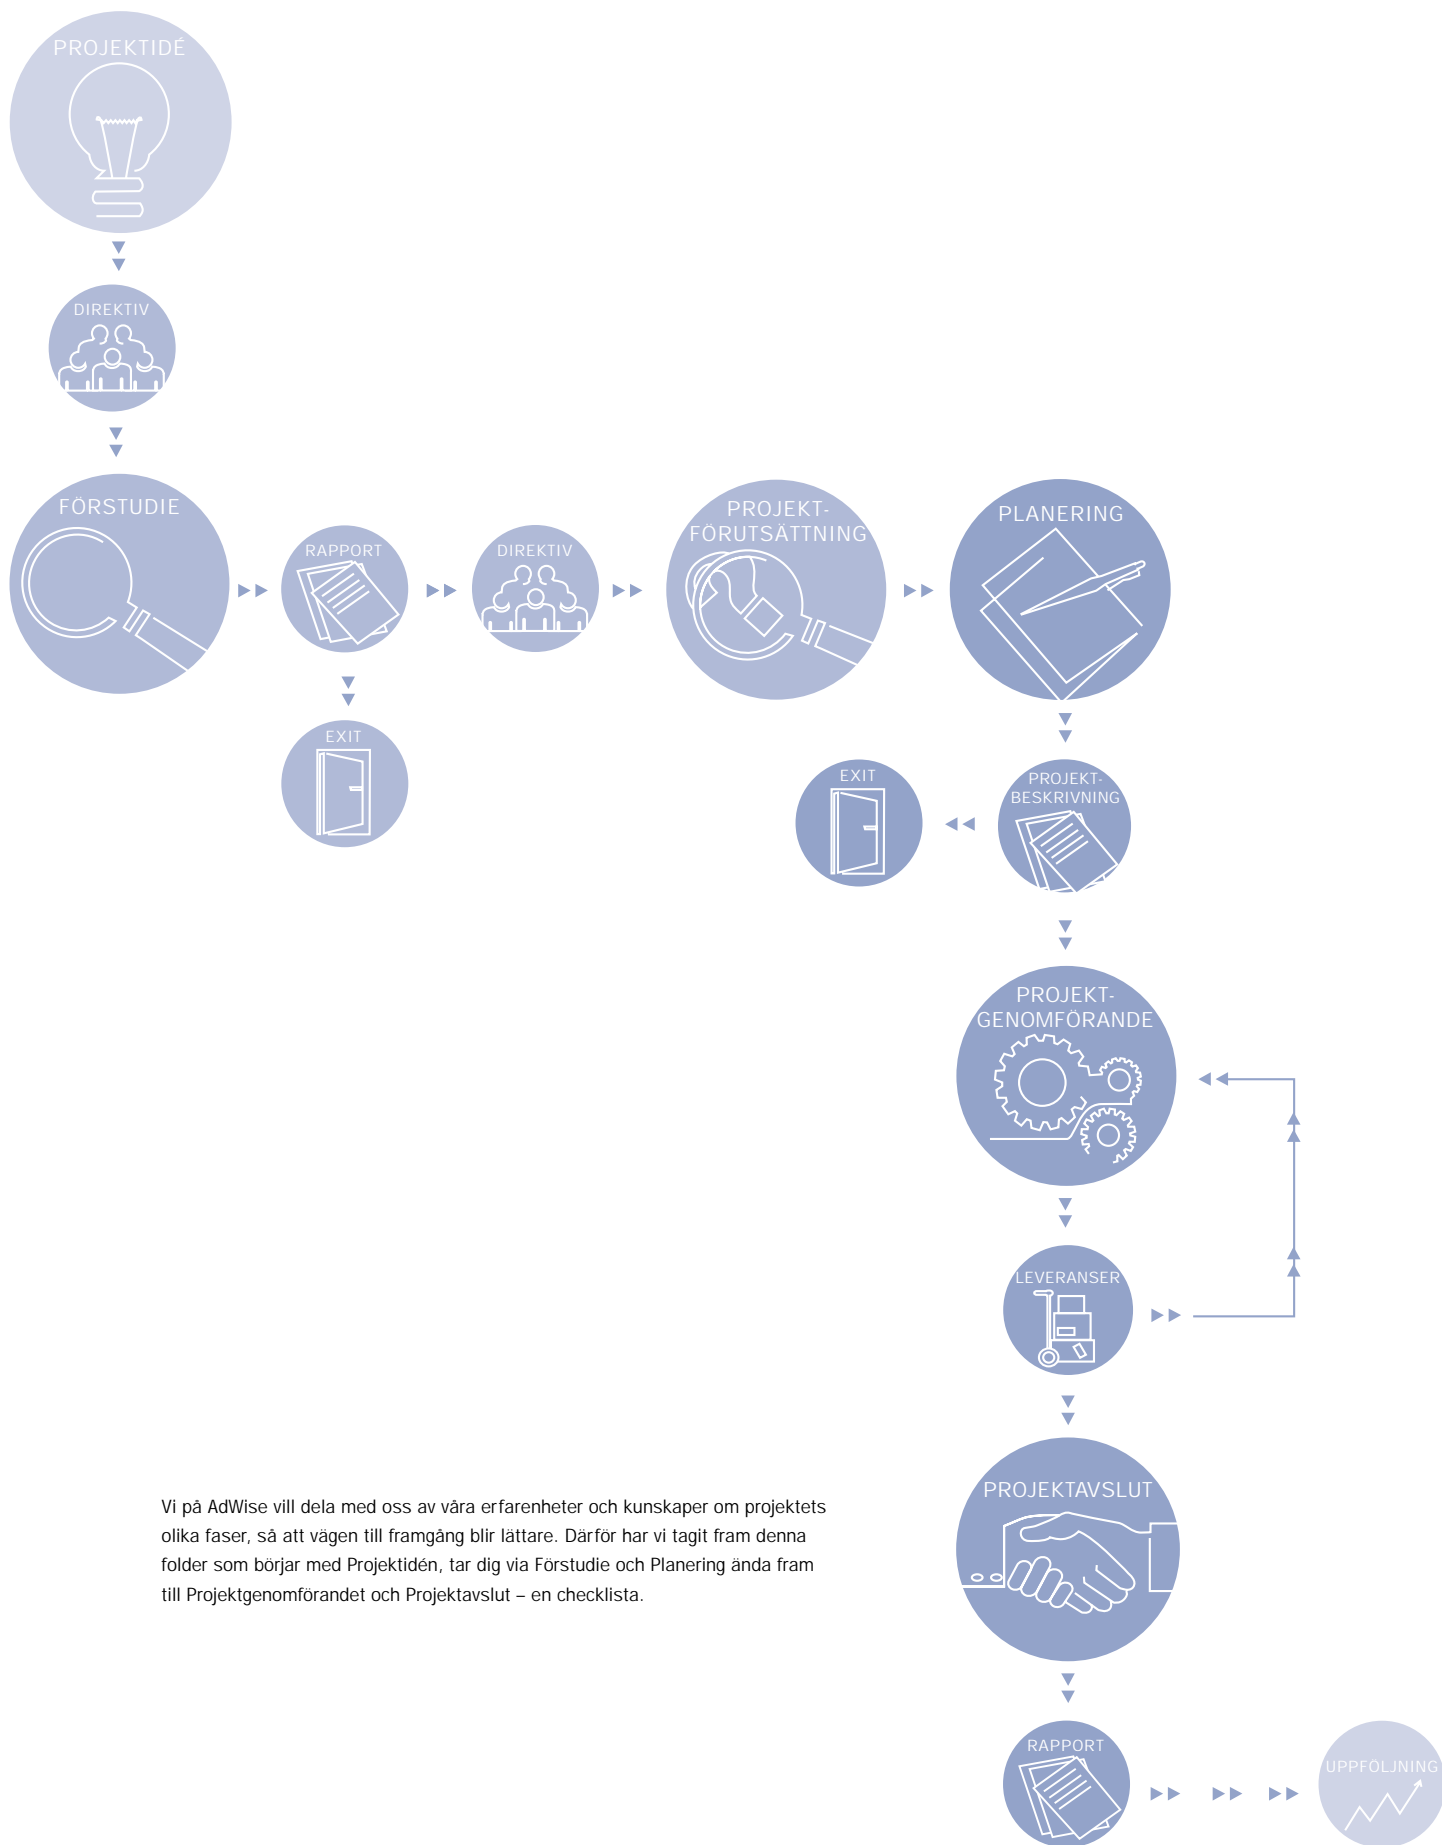 PROJEKTIDÉ
DIREKTIV
FÖRSTUDIE
RAPPORT
EXIT
DIREKTIV
PROJEKT-
FÖRUTSÄTTNING
PLANERING
PROJEKT-
BESKRIVNING
EXIT
PROJEKT-
GENOMFÖRANDE
LEVERANSER
PROJEKTAVSLUT
RAPPORT
UPPFÖLJNING
Vi på AdWise vill dela med oss av våra erfarenheter och kunskaper om projektets
olika faser, så att vägen till framgång blir lättare. Därför har vi tagit fram denna
folder som börjar med Projektidén, tar dig via Förstudie och Planering ända fram
till Projektgenomförandet och Projektavslut – en checklista.